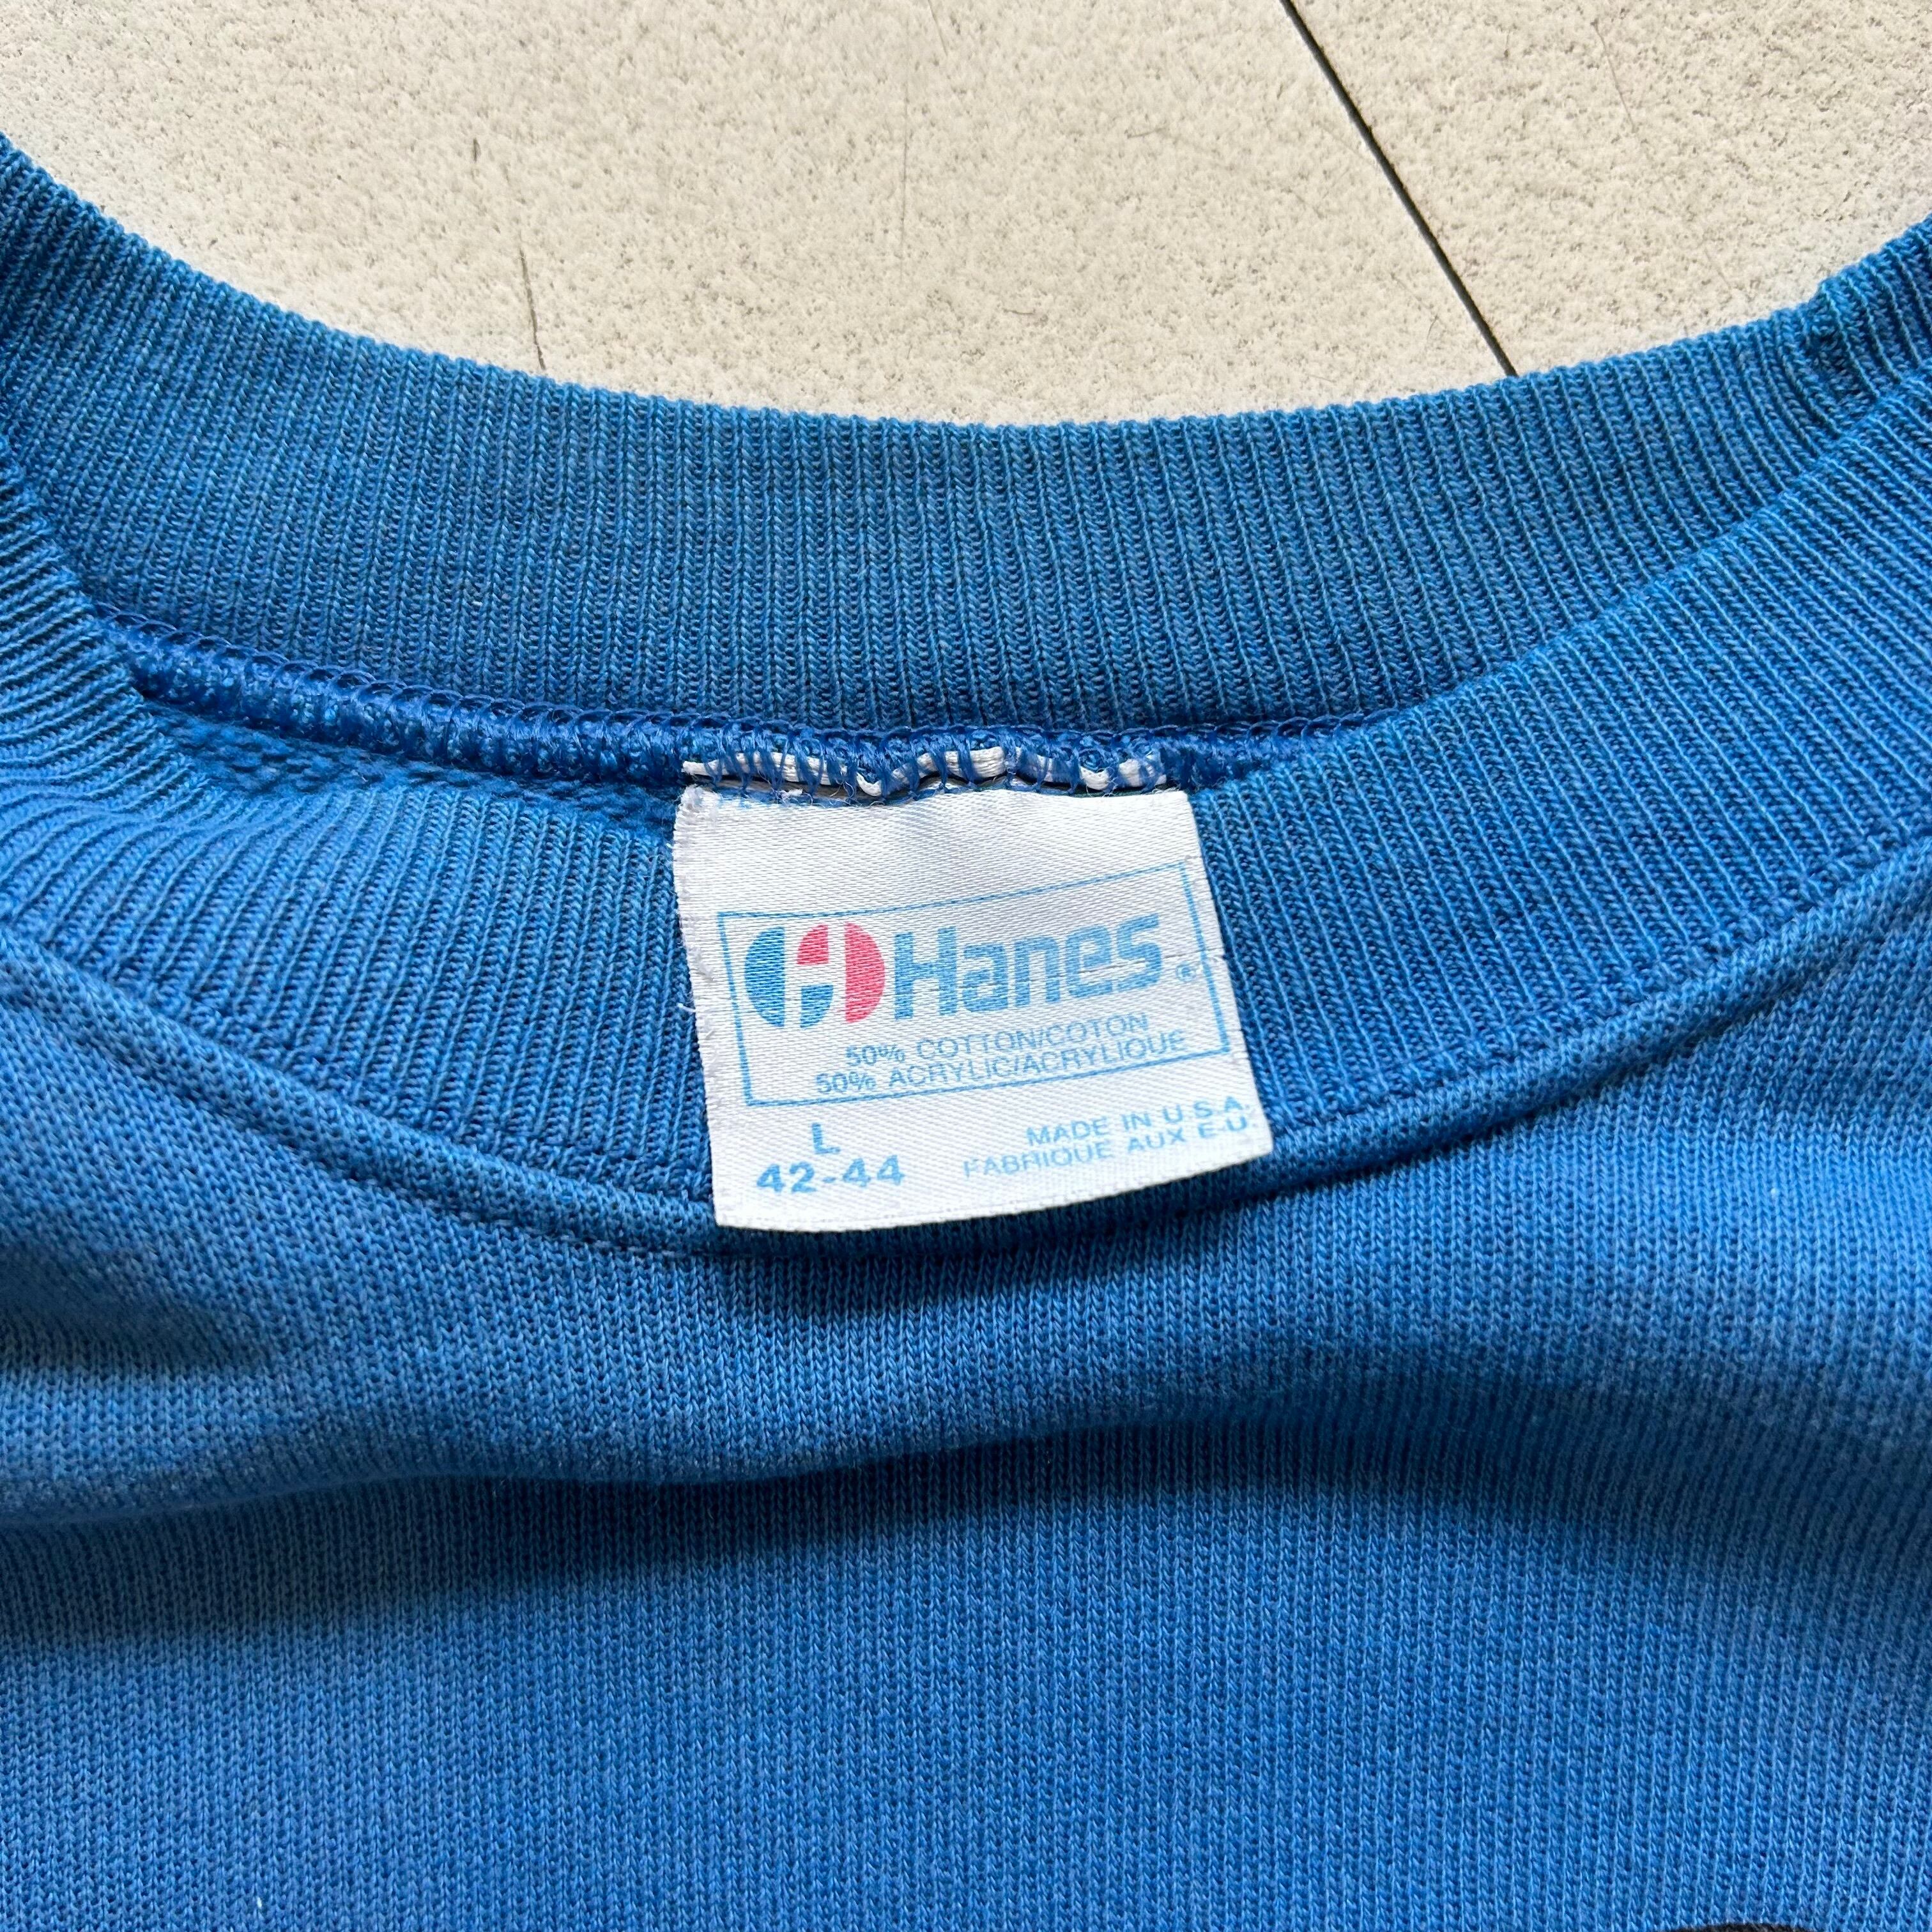 Hanes®
50% COTTON/COTON
50% ACRYLIC/ACRYLIQUE
L
42-44
MADE IN U.S.A.
FABRIQUE AUX E-U.